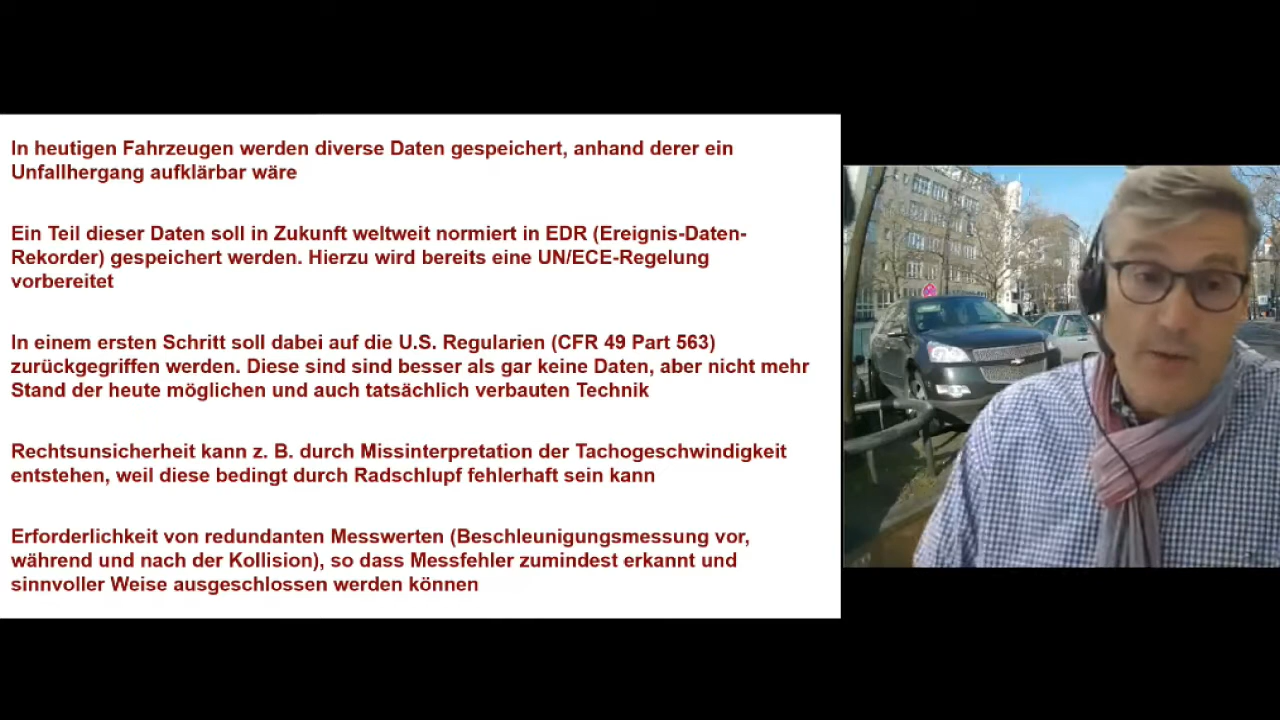 In heutigen Fahrzeugen werden diverse Daten gespeichert, anhand derer ein
Unfallhergang aufklärbar wäre
Ein Teil dieser Daten soll in Zukunft weltweit normiert in EDR (Ereignis-Daten-
Rekorder) gespeichert werden. Hierzu wird bereits eine UN/ECE-Regelung
vorbereitet
In einem ersten Schritt soll dabei auf die U.S. Regularien (CFR 49 Part 563)
zurückgegriffen werden. Diese sind sind besser als gar keine Daten, aber nicht mehr
Stand der heute möglichen und auch tatsächlich verbauten Technik
Rechtsunsicherheit kann z. B. durch Missinterpretation der Tachogeschwindigkeit
entstehen, weil diese bedingt durch Radschlupf fehlerhaft sein kann
Erforderlichkeit von redundanten Messwerten (Beschleunigungsmessung vor,
während und nach der Kollision), so dass Messfehler zumindest erkannt und
sinnvoller Weise ausgeschlossen werden können